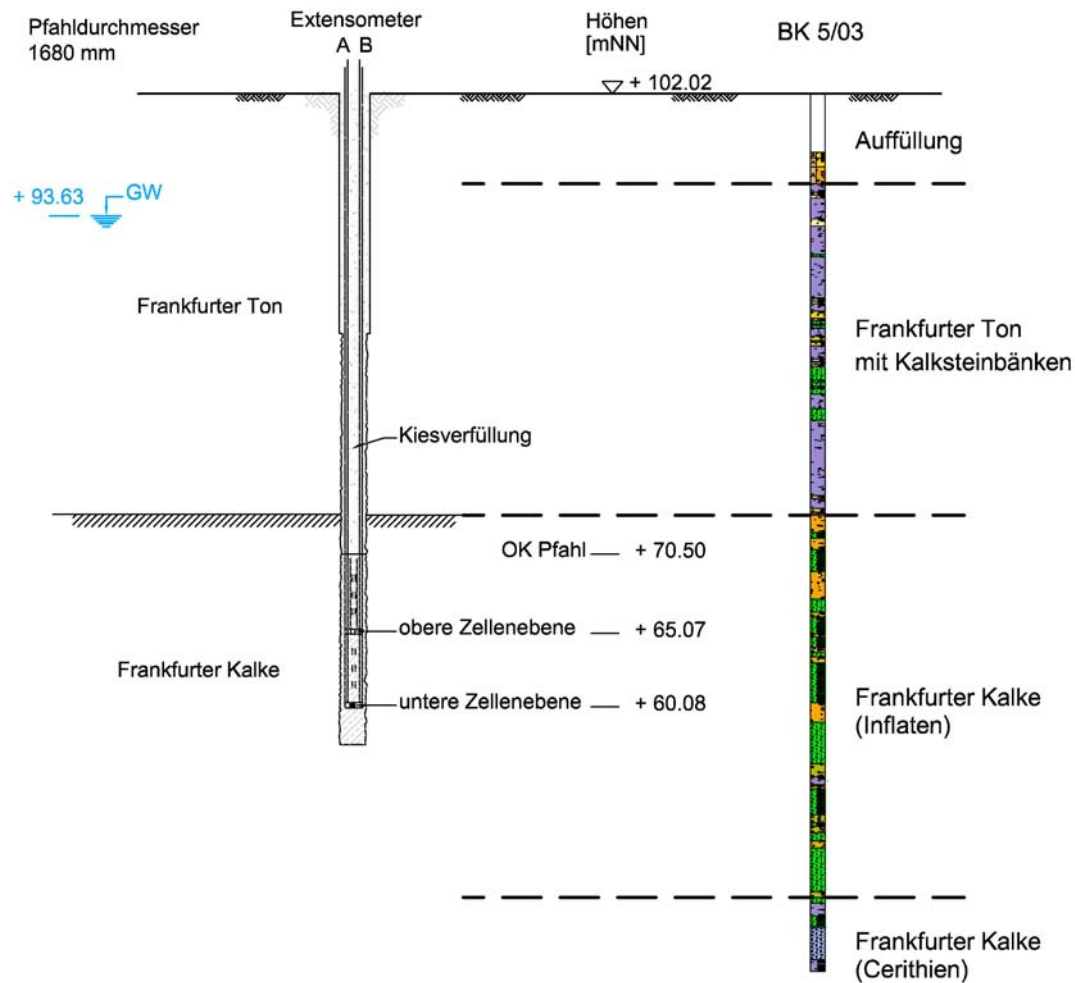 Pfahldurchmesser
1680 mm
Extensometer
A B
Höhen
[mNN]
BK 5/03
+ 102.02
Auffüllung
+ 93.63
GW
Frankfurter Ton
Frankfurter Ton
mit Kalksteinbänken
Kiesverfüllung
OK Pfahl + 70.50
obere Zellenebene + 65.07
Frankfurter Kalke
untere Zellenebene + 60.08
Frankfurter Kalke
(Inflaten)
Frankfurter Kalke
(Cerithien)